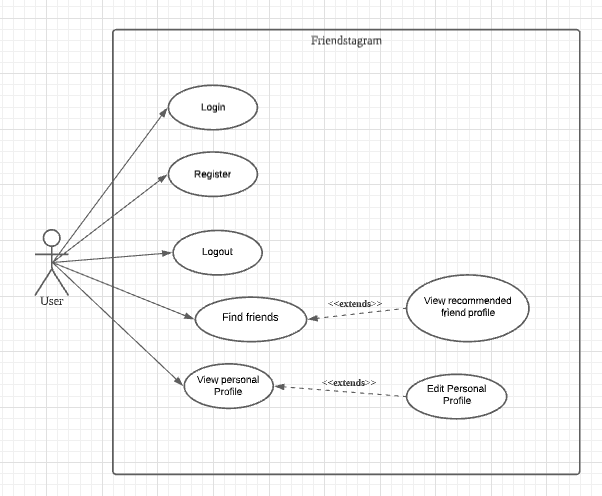 Friendstagram
Login
Register
Logout
User
Find friends
<<extends>>
View recommended
friend profile
View personal
Profile
<<extends>>
Edit Personal
Profile